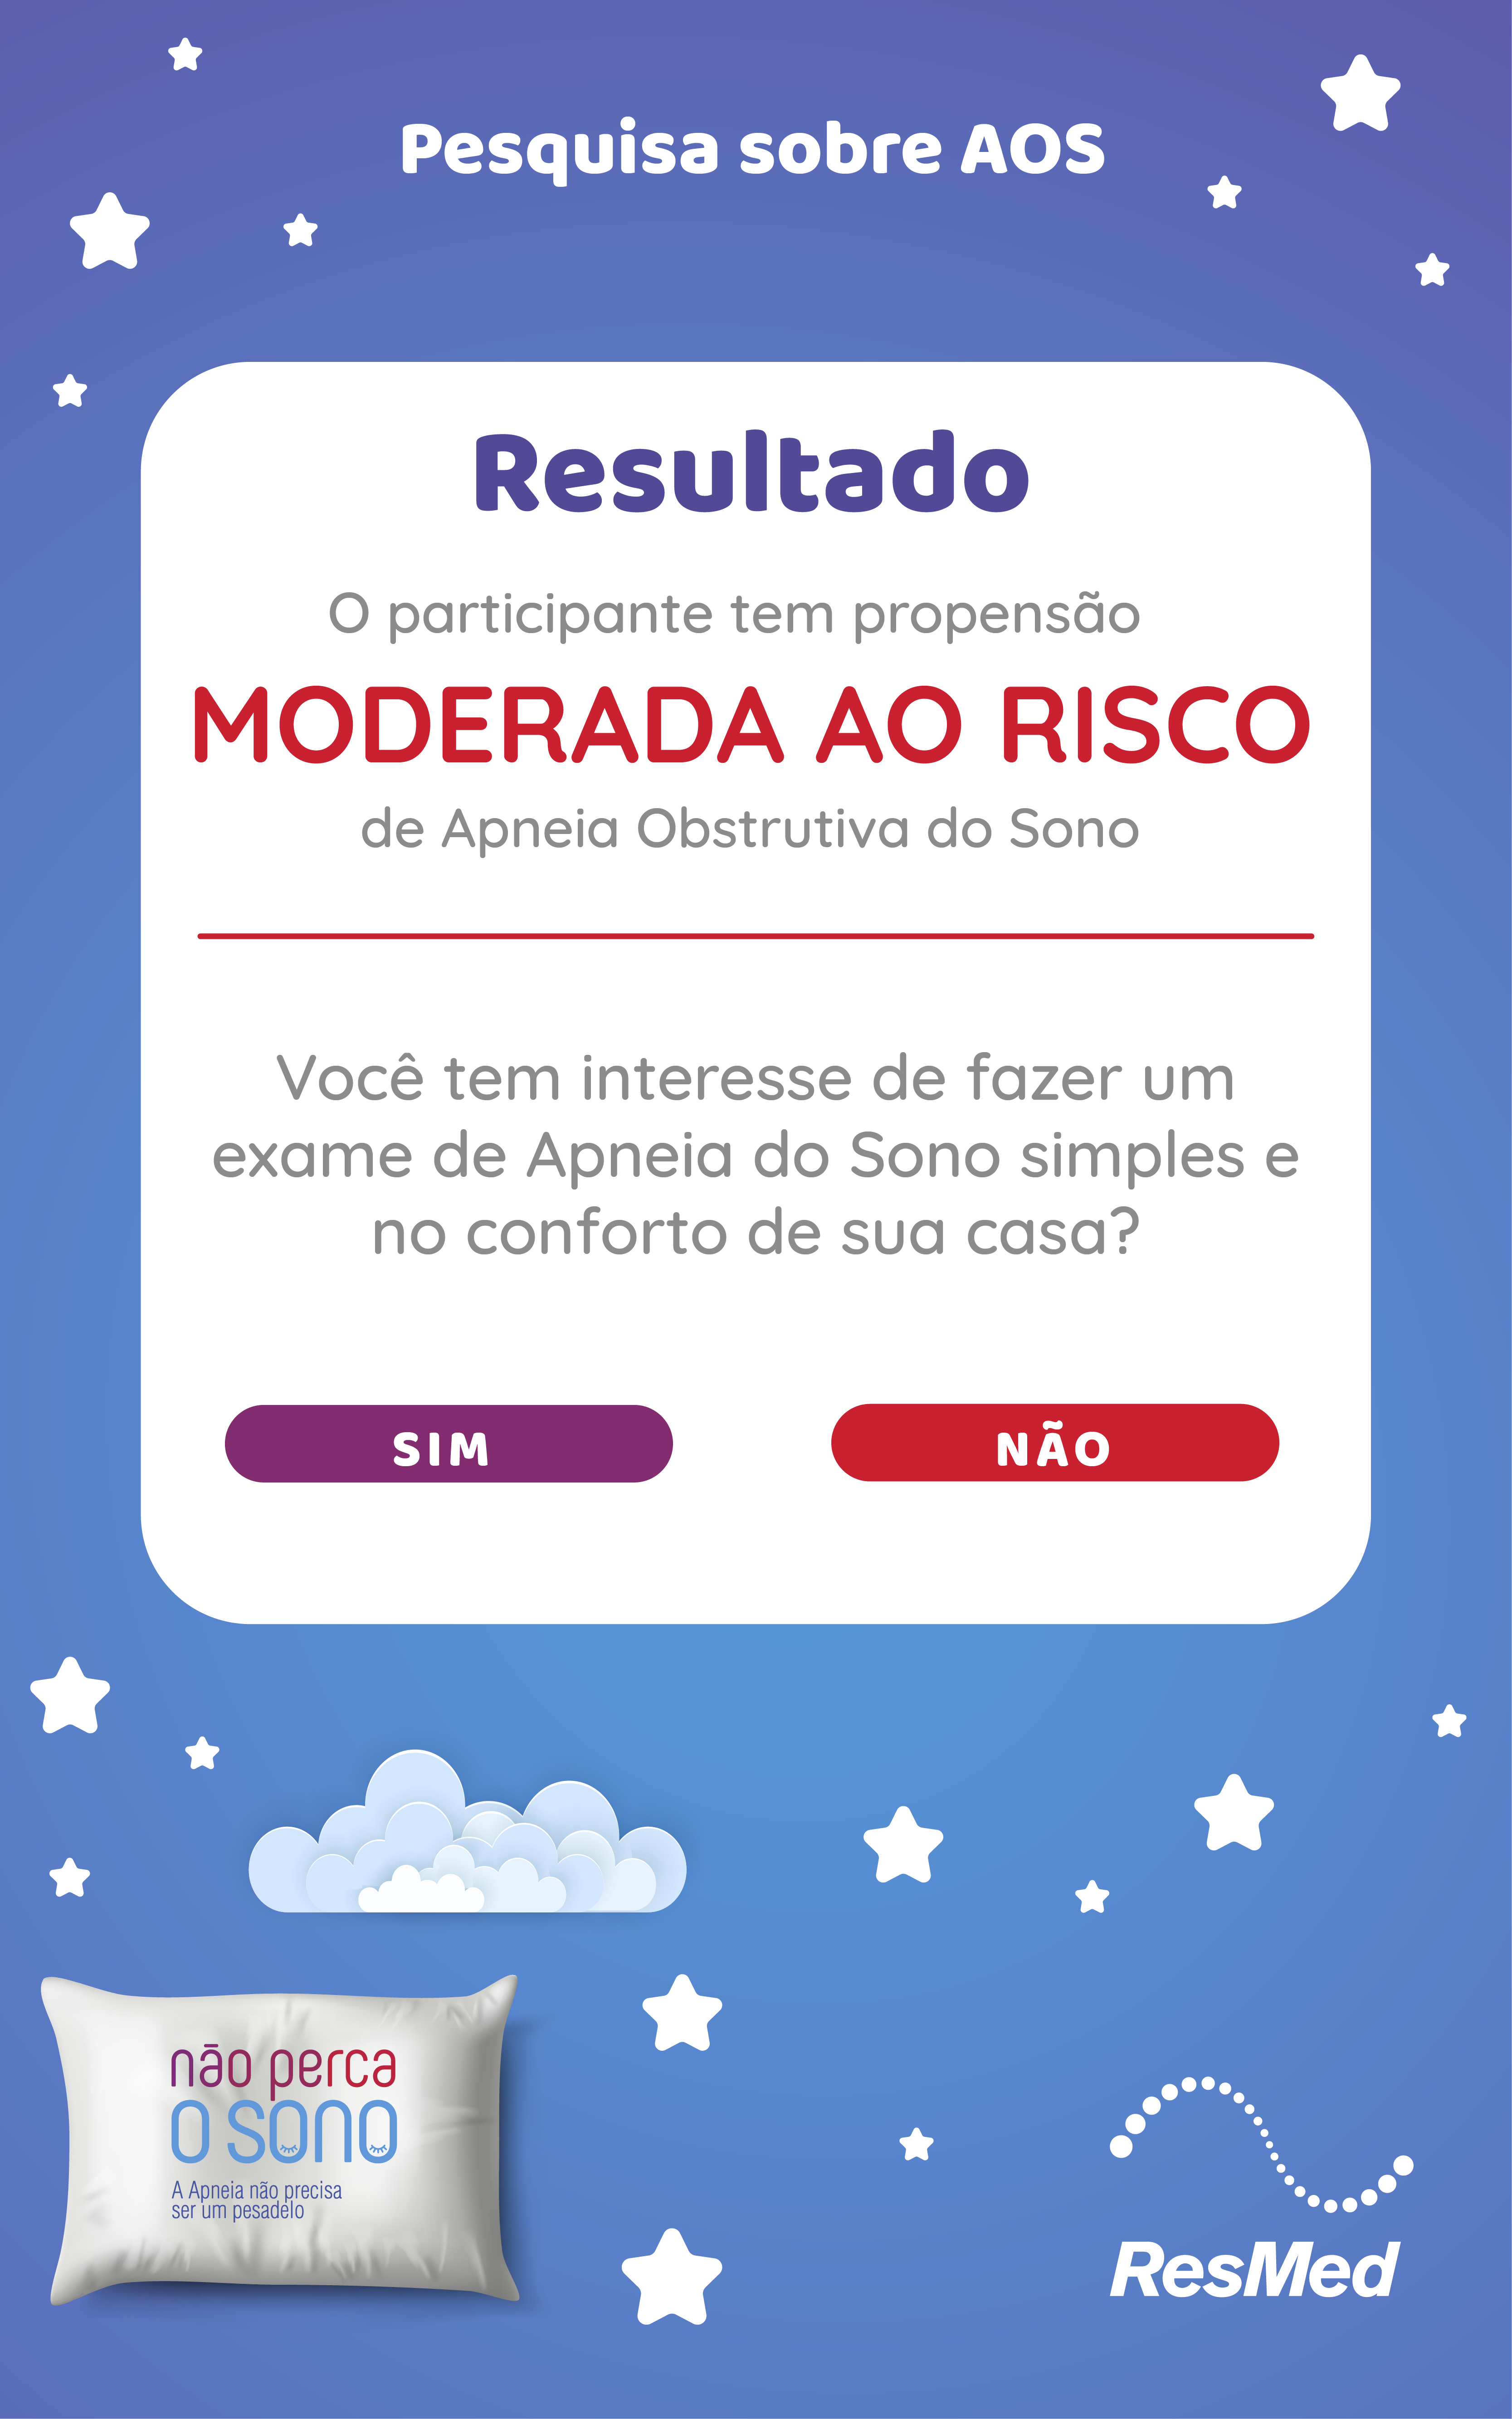 Pesquisa sobre AOS
Resultado
O participante tem propensão
MODERADA AO RISCO
de Apneia Obstrutiva do Sono
Você tem interesse de fazer um
exame de Apneia do Sono simples e
no conforto de sua casa?
SIM
NÃO
não perca
o sono
A Apneia não precisa
ser um pesadelo
ResMed